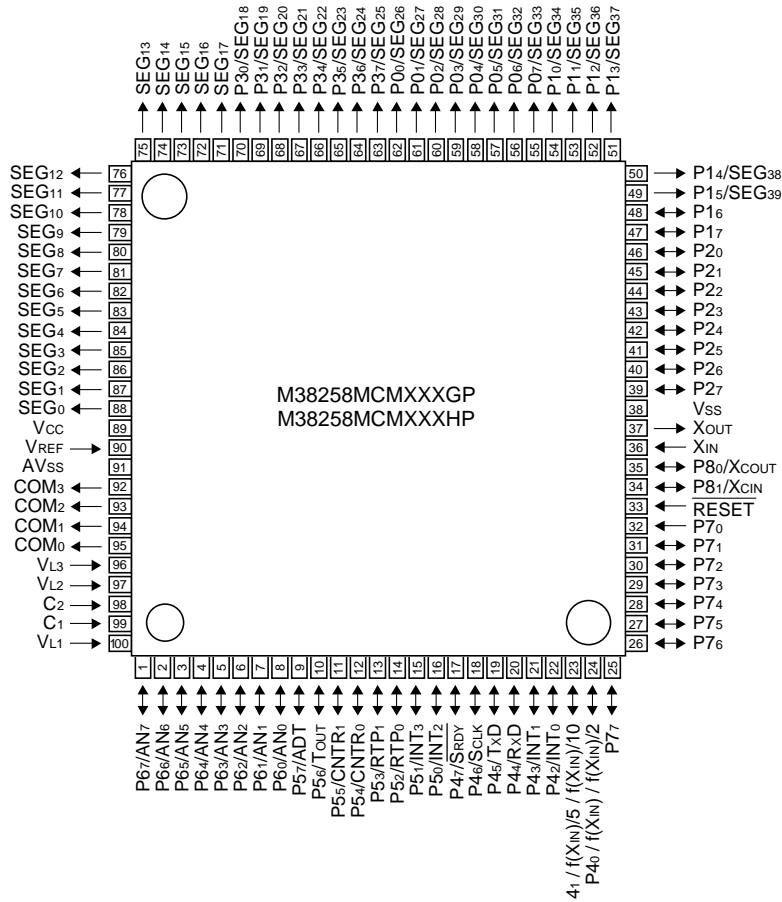 SEG13
SEG14
SEG15
SEG16
SEG17
P30/SEG18
P31/SEG19
P32/SEG20
P33/SEG21
P34/SEG22
P35/SEG23
P36/SEG24
P37/SEG25
P00/SEG26
P01/SEG27
P02/SEG28
P03/SEG29
P04/SEG30
P05/SEG31
P06/SEG32
P07/SEG33
P10/SEG34
P11/SEG35
P12/SEG36
P13/SEG37
75 74 73 72 71 70 69 68 67 66 65 64 63 62 61 60 59 58 57 56 55 54 53 52 51
SEG12 76
SEG11 77
SEG10 78
SEG9 79
SEG8 80
SEG7 81
SEG6 82
SEG5 83
SEG4 84
SEG3 85
SEG2 86
SEG1 87
SEG0 88
VCC 89
VREF 90
AVSS 91
COM3 92
COM2 93
COM1 94
COM0 95
VL3 96
VL2 97
C2 98
C1 99
VL1 100
M38258MCMXXXGP
M38258MCMXXXHP
50 P14/SEG38
49 P15/SEG39
48 P16
47 P17
46 P20
45 P21
44 P22
43 P23
42 P24
41 P25
40 P26
39 P27
38 VSS
37 XOUT
36 XIN
35 P80/XCOUT
34 P81/XCIN
33 RESET
32 P70
31 P71
30 P72
29 P73
28 P74
27 P75
26 P76
1 2 3 4 5 6 7 8 9 10 11 12 13 14 15 16 17 18 19 20 21 22 23 24 25
P67/AN7
P66/AN6
P65/AN5
P64/AN4
P63/AN3
P62/AN2
P61/AN1
P60/AN0
P57/ADT
P56/TOUT
P55/CNTR1
P54/CNTR0
P53/RTP1
P52/RTP0
P51/INT3
P50/INT2
P47/SRDY
P46/SCLK
P45/TXD
P44/RXD
P43/INT1
P42/INT0
41 / f(XIN)/5 / f(XIN)/10
P40 / f(XIN) / f(XIN)/2
P77